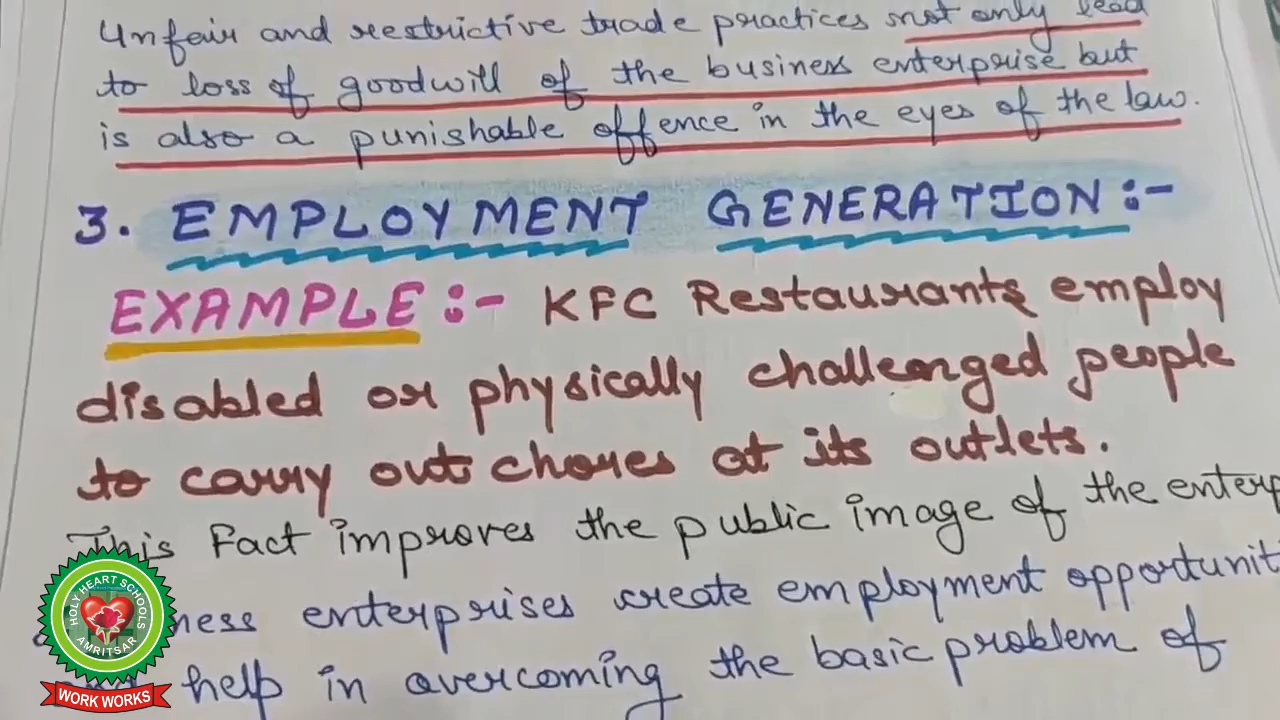 Unfair and restrictive trade practices not only lead
to loss of goodwill of the business enterprise but
is also a punishable offence in the eyes of the law.
3. EMPLOYMENT GENERATION:-
EXAMPLE:- KFC Restaurants employ
disabled or physically challenged people
to carry out chores at its outlets.
This Fact improves the public image of the enterp
ness enterprises create employment opportuniti
help in overcoming the basic problem of
HOLY HEART SCHOOLS
AMRITSAR
WORK WORKS